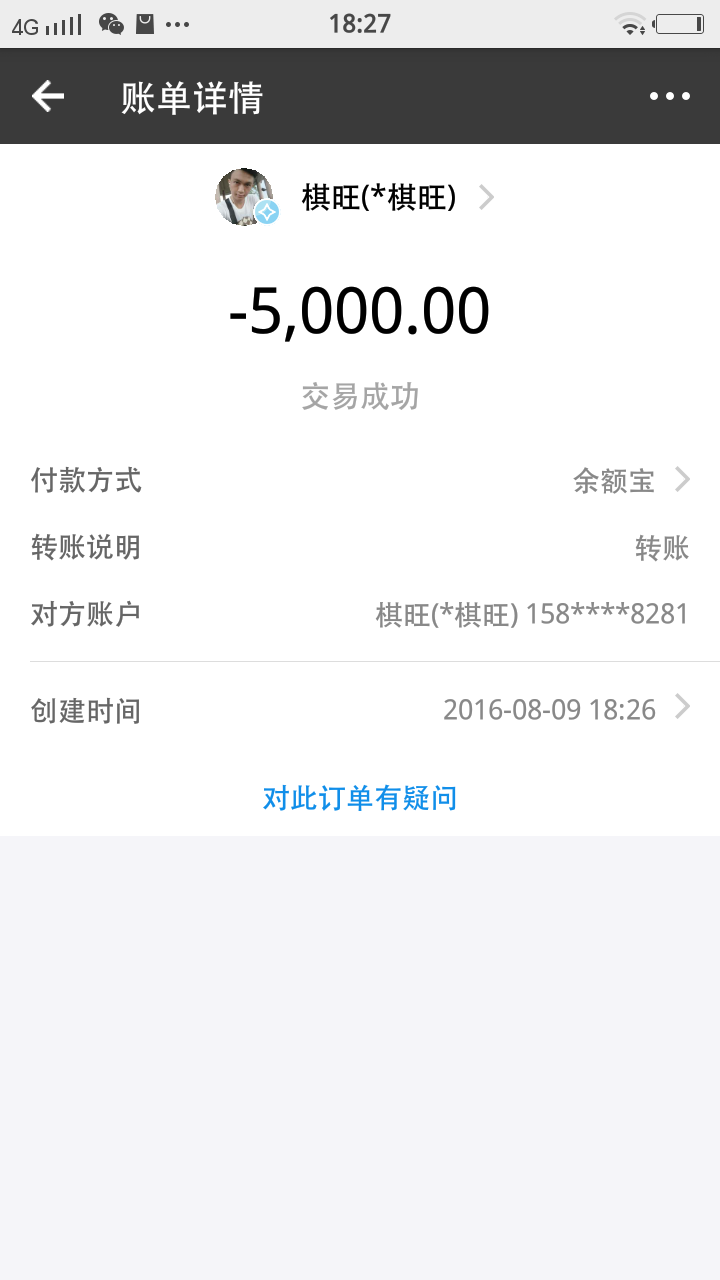 4G 18:27
账单详情
棋旺(*棋旺)
-5,000.00
交易成功
付款方式 余额宝
转账说明 转账
对方账户 棋旺(*棋旺) 158****8281
创建时间 2016-08-09 18:26
对此订单有疑问